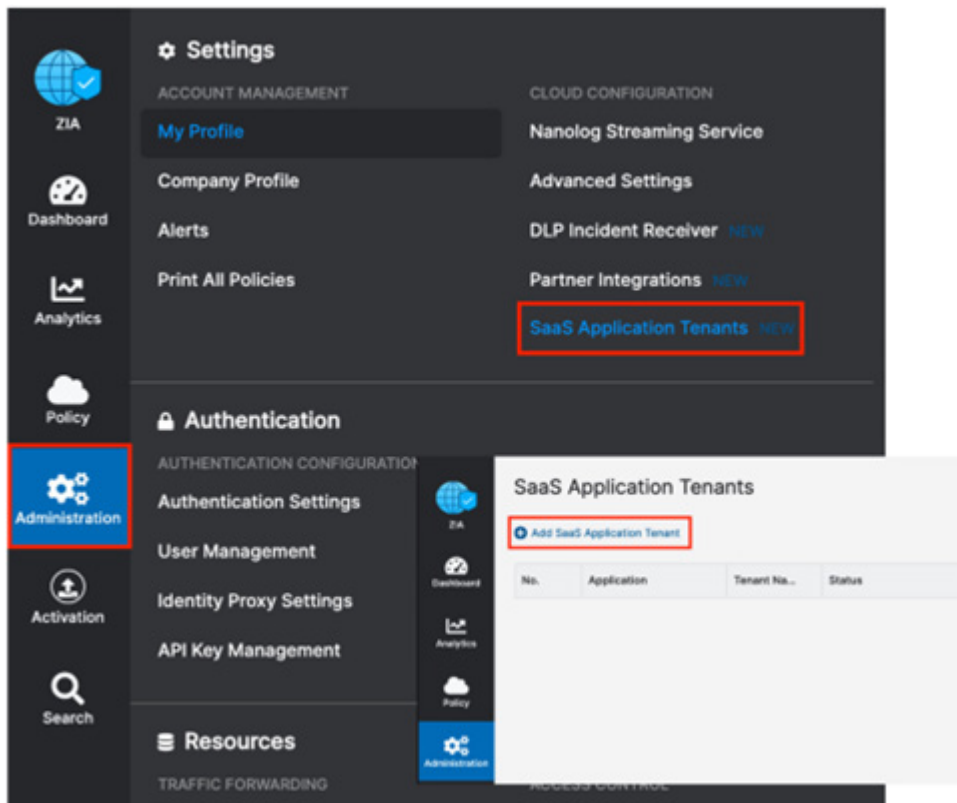 ZIA
Dashboard
Analytics
Policy
Administration
Activation
Search
Settings
ACCOUNT MANAGEMENT
My Profile
Company Profile
Alerts
Print All Policies
CLOUD CONFIGURATION
Nanolog Streaming Service
Advanced Settings
DLP Incident Receiver NEW
Partner Integrations NEW
SaaS Application Tenants NEW
Authentication
AUTHENTICATION CONFIGURATION
Authentication Settings
User Management
Identity Proxy Settings
API Key Management
Resources
TRAFFIC FORWARDING
ACCESS CONTROL
ZIA
Dashboard
Analytics
Policy
Administration
SaaS Application Tenants
Add SaaS Application Tenant
No. Application Tenant Na... Status